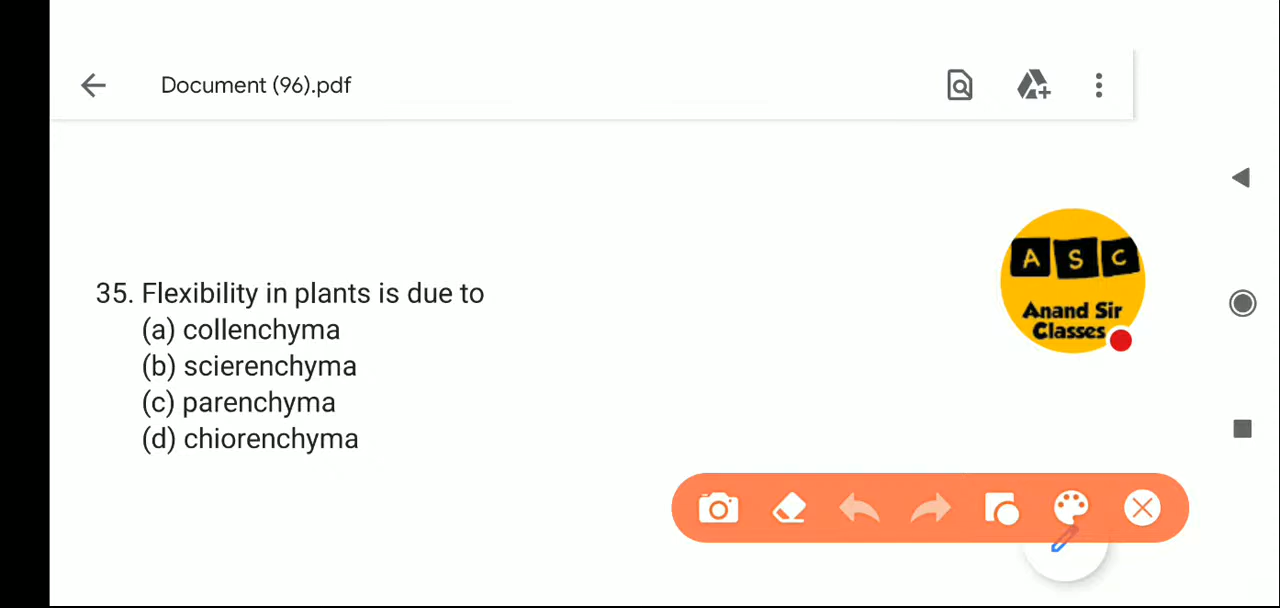 Document (96).pdf
A S C
Anand Sir
Classes
35. Flexibility in plants is due to
(a) collenchyma
(b) scierenchyma
(c) parenchyma
(d) chiorenchyma